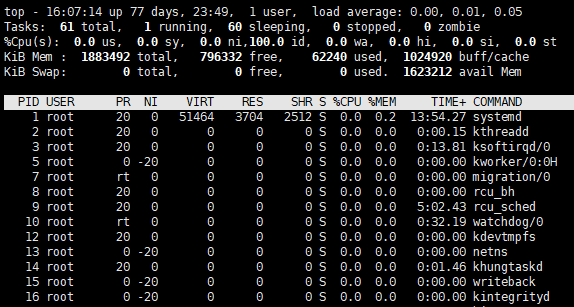 top - 16:07:14 up 77 days, 23:49,  1 user,  load average: 0.00, 0.01, 0.05
Tasks:  61 total,   1 running,  60 sleeping,   0 stopped,   0 zombie
%Cpu(s):  0.0 us,  0.0 sy,  0.0 ni,100.0 id,  0.0 wa,  0.0 hi,  0.0 si,  0.0 st
KiB Mem :  1883492 total,   796332 free,    62240 used,  1024920 buff/cache
KiB Swap:        0 total,        0 free,        0 used.  1623212 avail Mem
PID USER      PR  NI    VIRT    RES    SHR S %CPU %MEM     TIME+ COMMAND
1 root      20   0   51464   3704   2512 S  0.0  0.2  13:54.27 systemd
2 root      20   0       0      0      0 S  0.0  0.0   0:00.15 kthreadd
3 root      20   0       0      0      0 S  0.0  0.0   0:13.81 ksoftirqd/0
5 root       0 -20       0      0      0 S  0.0  0.0   0:00.00 kworker/0:0H
7 root      rt   0       0      0      0 S  0.0  0.0   0:00.00 migration/0
8 root      20   0       0      0      0 S  0.0  0.0   0:00.00 rcu_bh
9 root      20   0       0      0      0 S  0.0  0.0   5:02.43 rcu_sched
10 root      rt   0       0      0      0 S  0.0  0.0   0:32.19 watchdog/0
12 root      20   0       0      0      0 S  0.0  0.0   0:00.00 kdevtmpfs
13 root       0 -20       0      0      0 S  0.0  0.0   0:00.00 netns
14 root      20   0       0      0      0 S  0.0  0.0   0:01.46 khungtaskd
15 root       0 -20       0      0      0 S  0.0  0.0   0:00.00 writeback
16 root       0 -20       0      0      0 S  0.0  0.0   0:00.00 kintegrityd